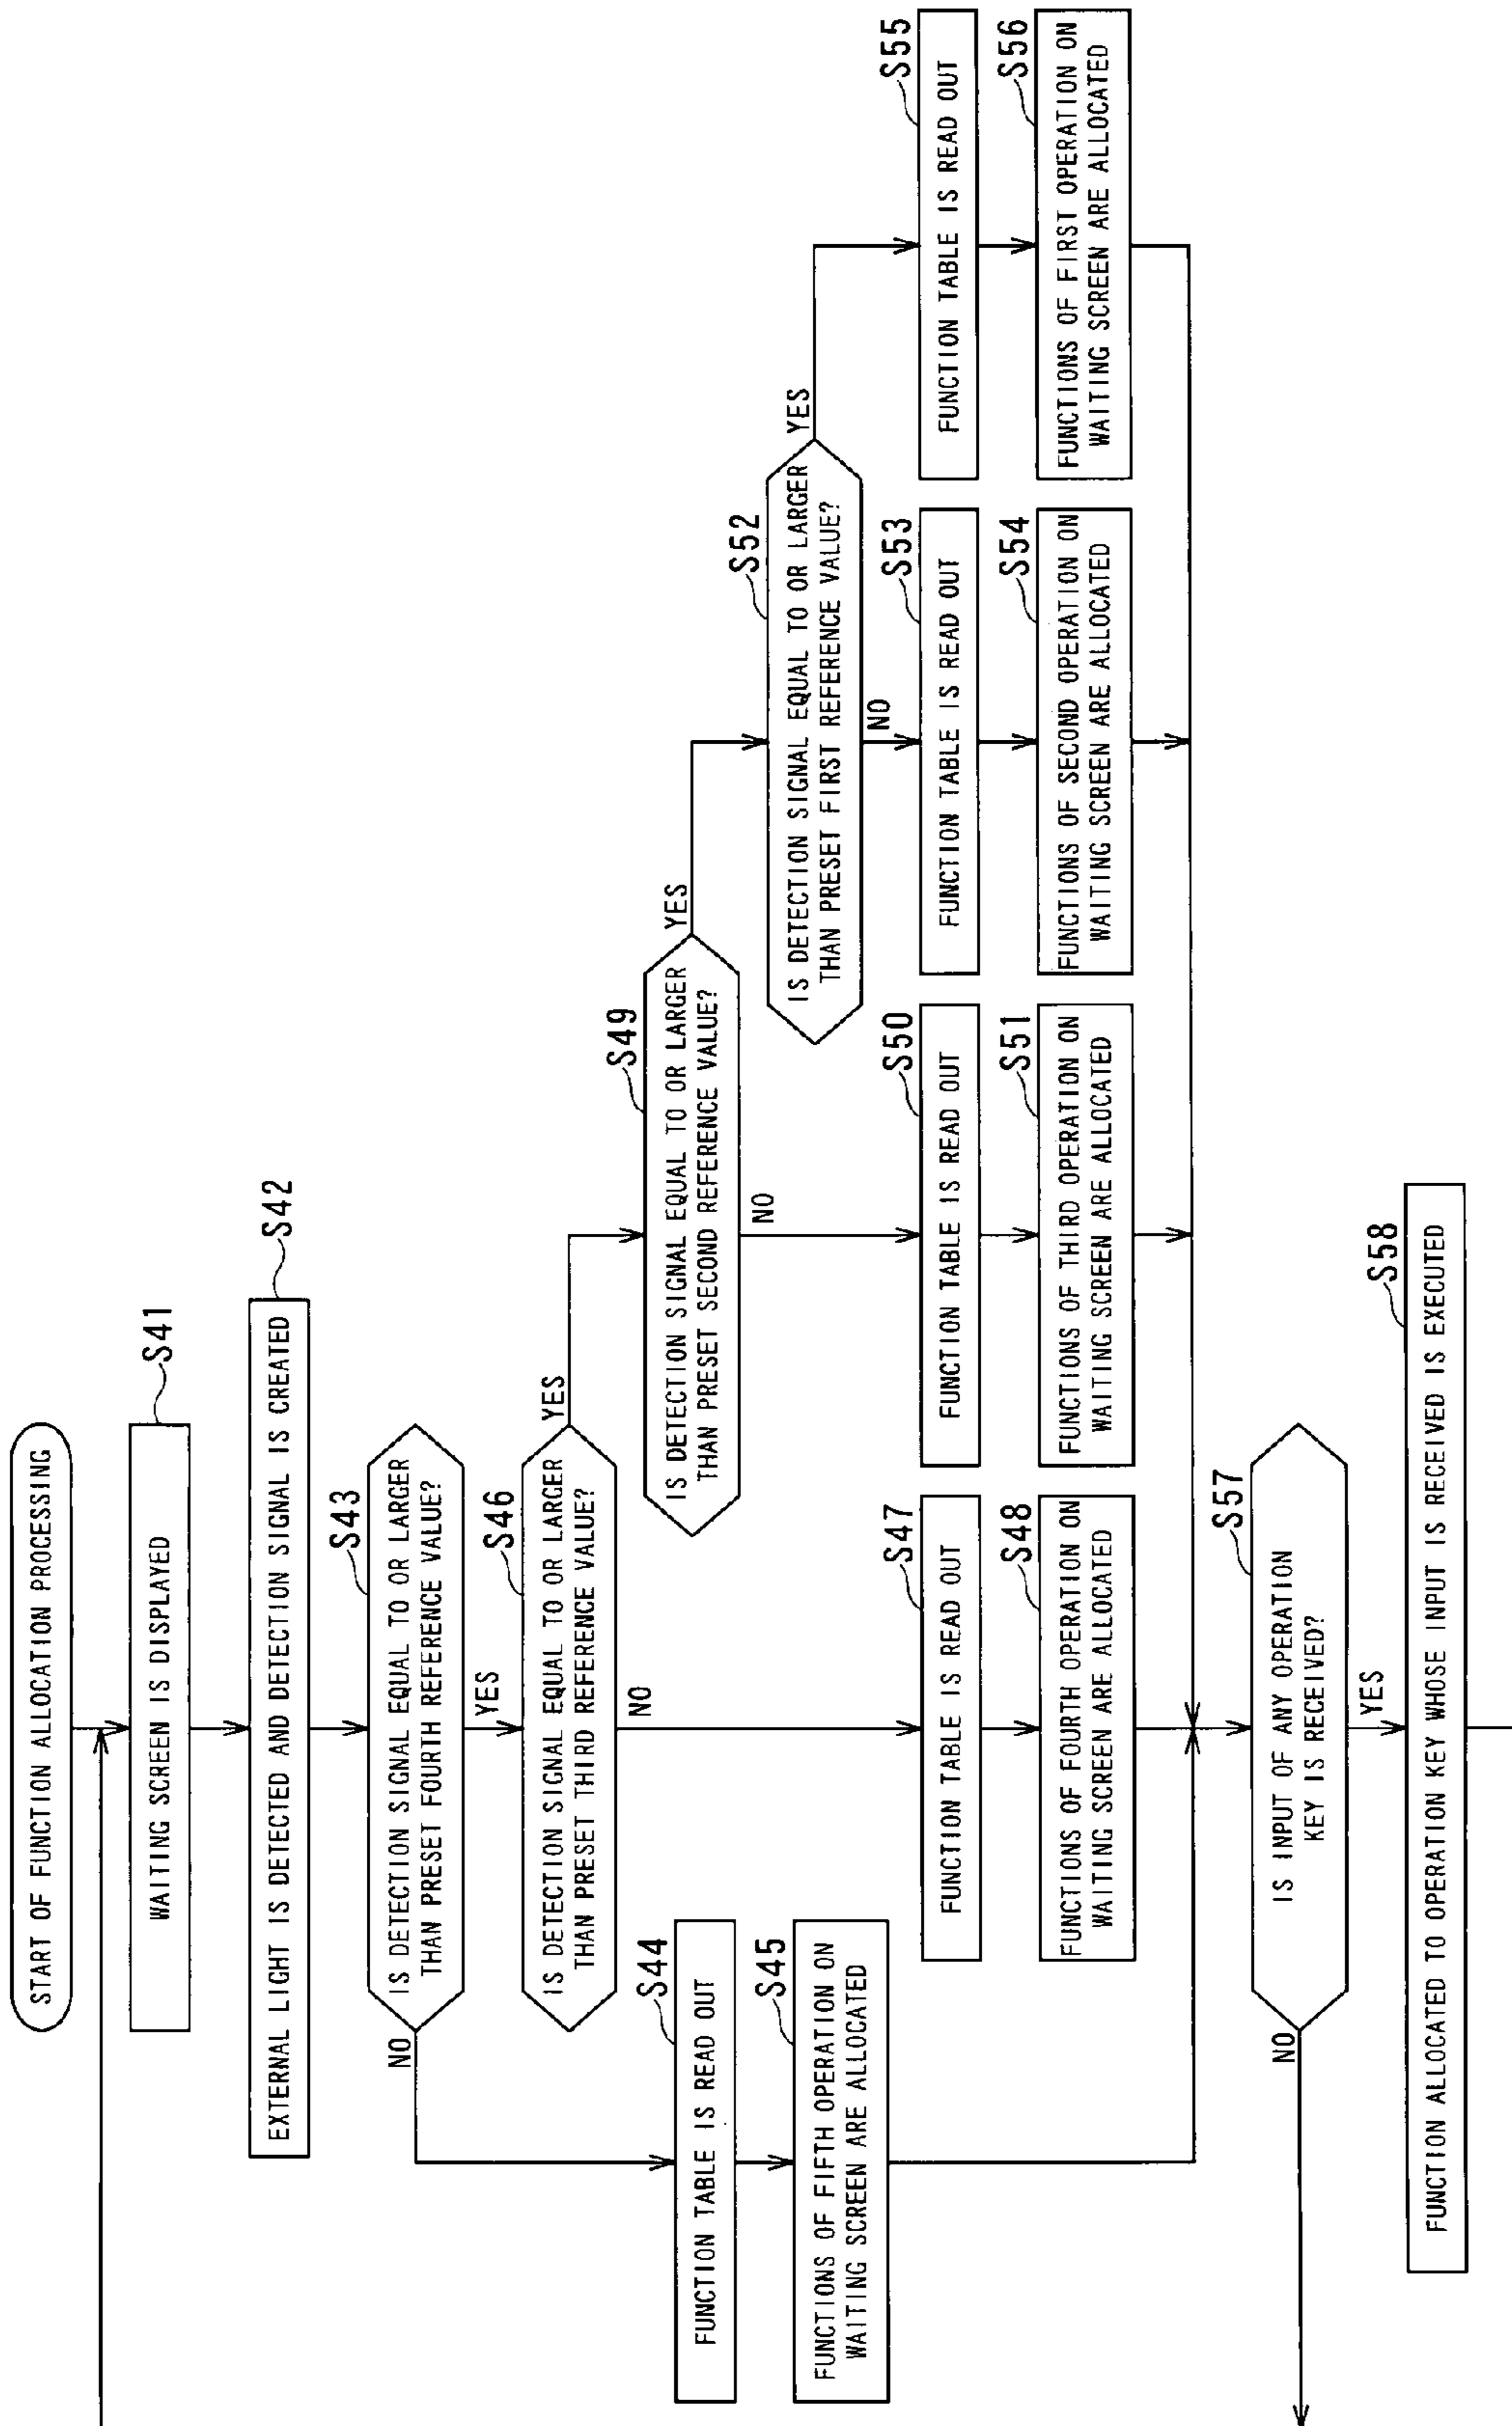 START OF FUNCTION ALLOCATION PROCESSING
S41
WAITING SCREEN IS DISPLAYED
S42
EXTERNAL LIGHT IS DETECTED AND DETECTION SIGNAL IS CREATED
S43
IS DETECTION SIGNAL EQUAL TO OR LARGER
THAN PRESET FOURTH REFERENCE VALUE?
NO
YES
S46
IS DETECTION SIGNAL EQUAL TO OR LARGER
THAN PRESET THIRD REFERENCE VALUE?
YES
NO
S49
IS DETECTION SIGNAL EQUAL TO OR LARGER
THAN PRESET SECOND REFERENCE VALUE?
YES
NO
S52
IS DETECTION SIGNAL EQUAL TO OR LARGER
THAN PRESET FIRST REFERENCE VALUE?
YES
NO
S44
FUNCTION TABLE IS READ OUT
S45
FUNCTIONS OF FIFTH OPERATION ON
WAITING SCREEN ARE ALLOCATED
S47
FUNCTION TABLE IS READ OUT
S48
FUNCTIONS OF FOURTH OPERATION ON
WAITING SCREEN ARE ALLOCATED
S50
FUNCTION TABLE IS READ OUT
S51
FUNCTIONS OF THIRD OPERATION ON
WAITING SCREEN ARE ALLOCATED
S53
FUNCTION TABLE IS READ OUT
S54
FUNCTIONS OF SECOND OPERATION ON
WAITING SCREEN ARE ALLOCATED
S55
FUNCTION TABLE IS READ OUT
S56
FUNCTIONS OF FIRST OPERATION ON
WAITING SCREEN ARE ALLOCATED
S57
IS INPUT OF ANY OPERATION
KEY IS RECEIVED?
NO
YES
S58
FUNCTION ALLOCATED TO OPERATION KEY WHOSE INPUT IS RECEIVED IS EXECUTED